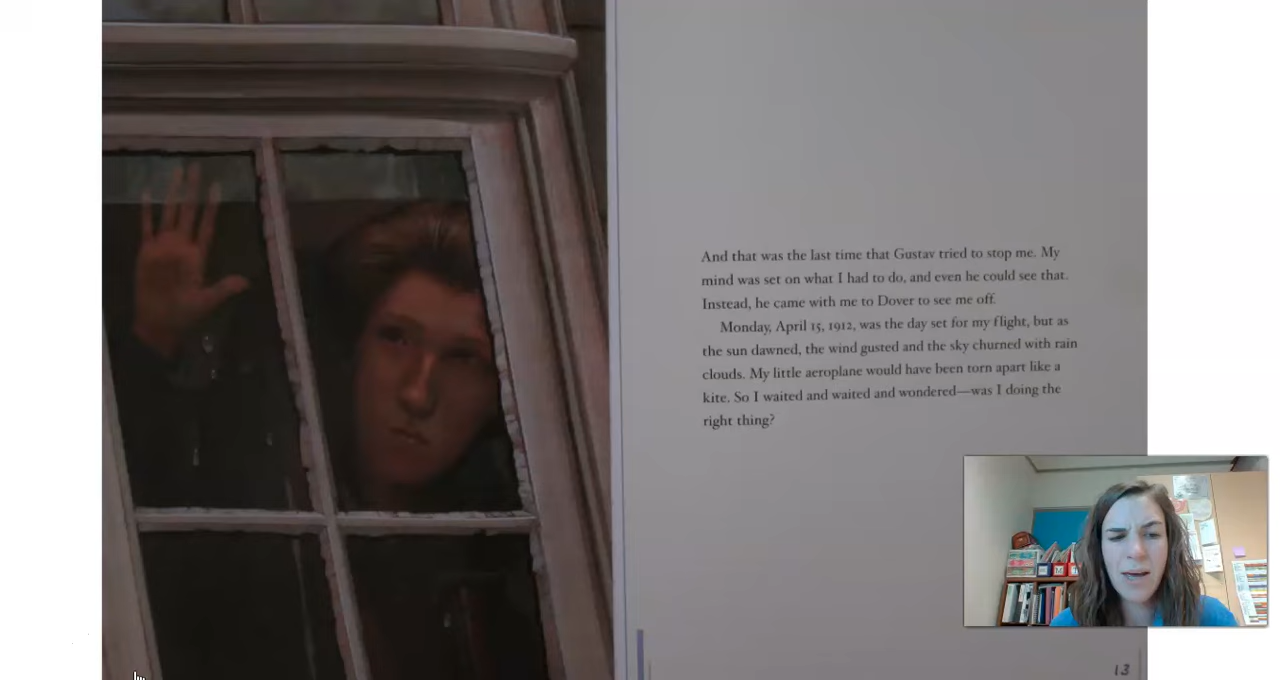 And that was the last time that Gustav tried to stop me. My
mind was set on what I had to do, and even he could see that.
Instead, he came with me to Dover to see me off.
Monday, April 15, 1912, was the day set for my flight, but as
the sun dawned, the wind gusted and the sky churned with rain
clouds. My little aeroplane would have been torn apart like a
kite. So I waited and waited and wondered—was I doing the
right thing?
13